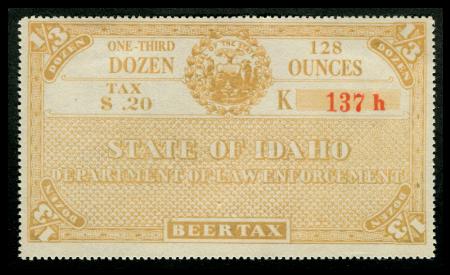 1/3 DOZEN
ONE-THIRD DOZEN
128 OUNCES
1/3 DOZEN
TAX
$ .20
K 137 h
STATE OF IDAHO
DEPARTMENT OF LAW ENFORCEMENT
1/3 DOZEN
BEER TAX
1/3 DOZEN